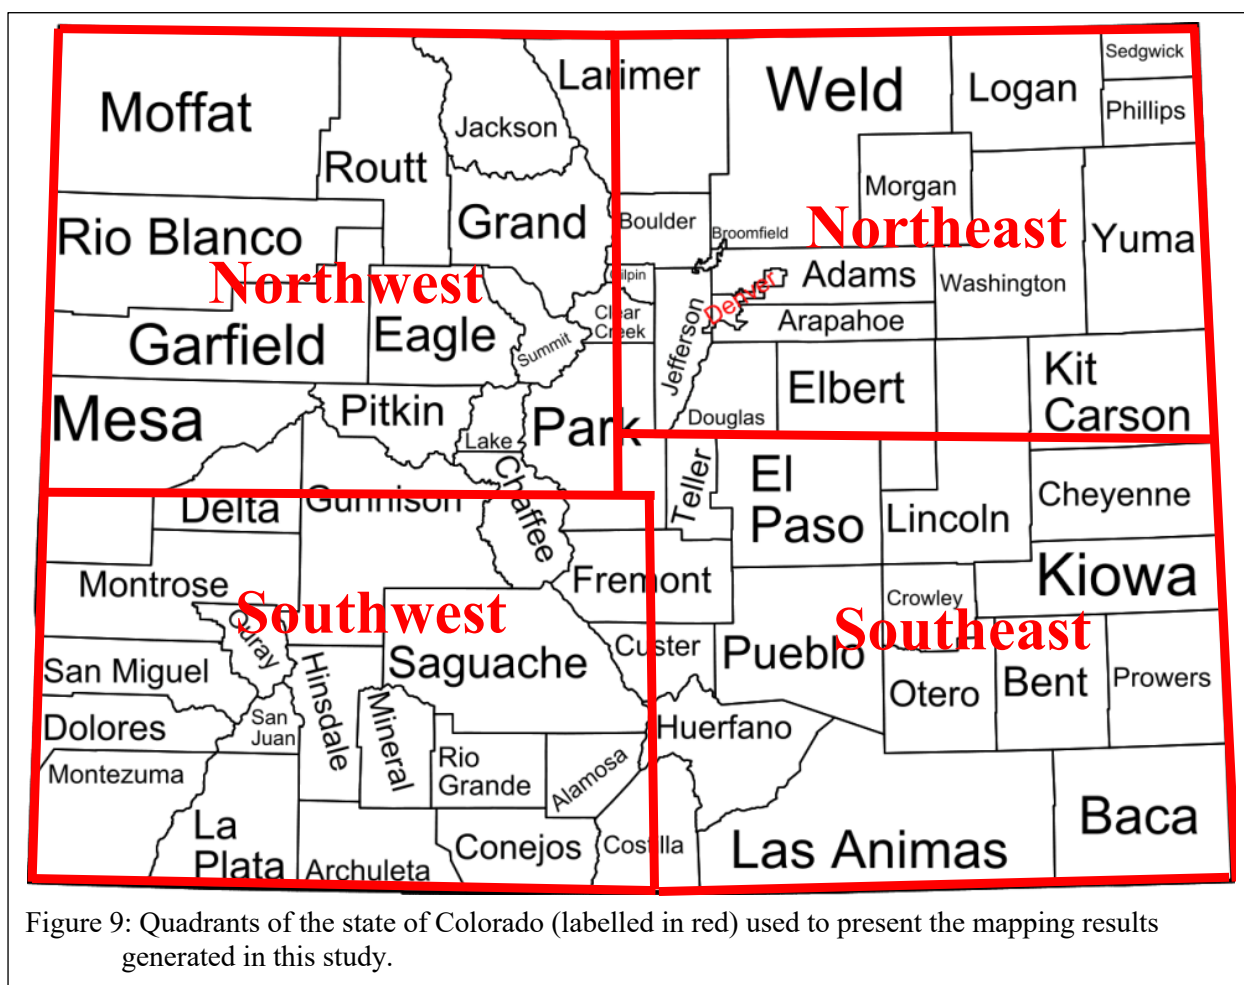 Sedgwick
Larimer
Weld
Logan
Moffat
Phillips
Jackson
Routt
Morgan
Grand
Boulder
Northeast
Rio Blanco
Broomfield
Yuma
Northwest
Gilpin
Adams
Washington
Denver
Clear
Creek
Arapahoe
Garfield
Eagle
Summit
Jefferson
Kit
Carson
Elbert
Mesa
Pitkin
Lake
Park
Douglas
Chaffee
Teller
El
Paso
Delta
Gunnison
Cheyenne
Lincoln
Montrose
Fremont
Kiowa
Crowley
Southwest
Southeast
Ouray
Custer
Pueblo
San Miguel
Saguache
Hinsdale
Otero
Bent
Prowers
Dolores
San
Juan
Mineral
Huerfano
Montezuma
Rio
Grande
Alamosa
La
Plata
Archuleta
Conejos
Costilla
Las Animas
Baca
Figure 9: Quadrants of the state of Colorado (labelled in red) used to present the mapping results
generated in this study.